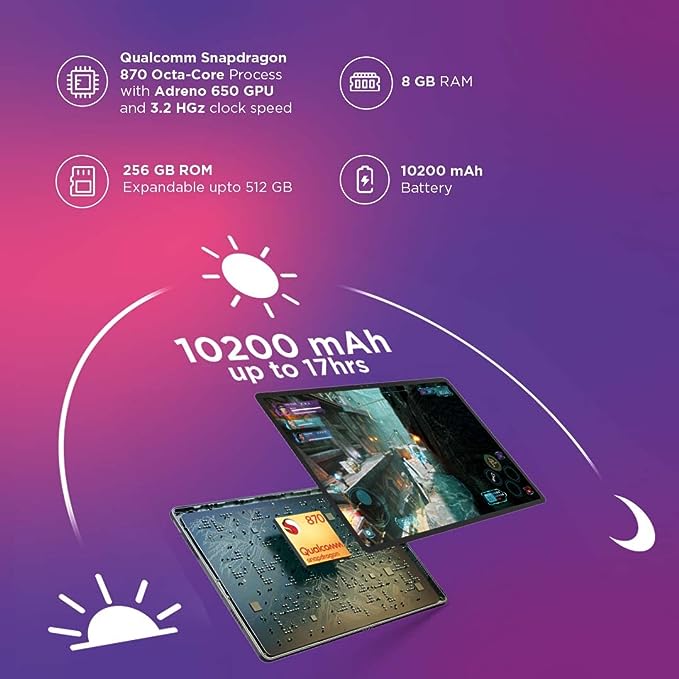 Qualcomm Snapdragon
870 Octa-Core Process
with Adreno 650 GPU
and 3.2 HGz clock speed
8 GB RAM
256 GB ROM
Expandable upto 512 GB
10200 mAh
Battery
10200 mAh
up to 17hrs
870
Qualcomm
snapdragon